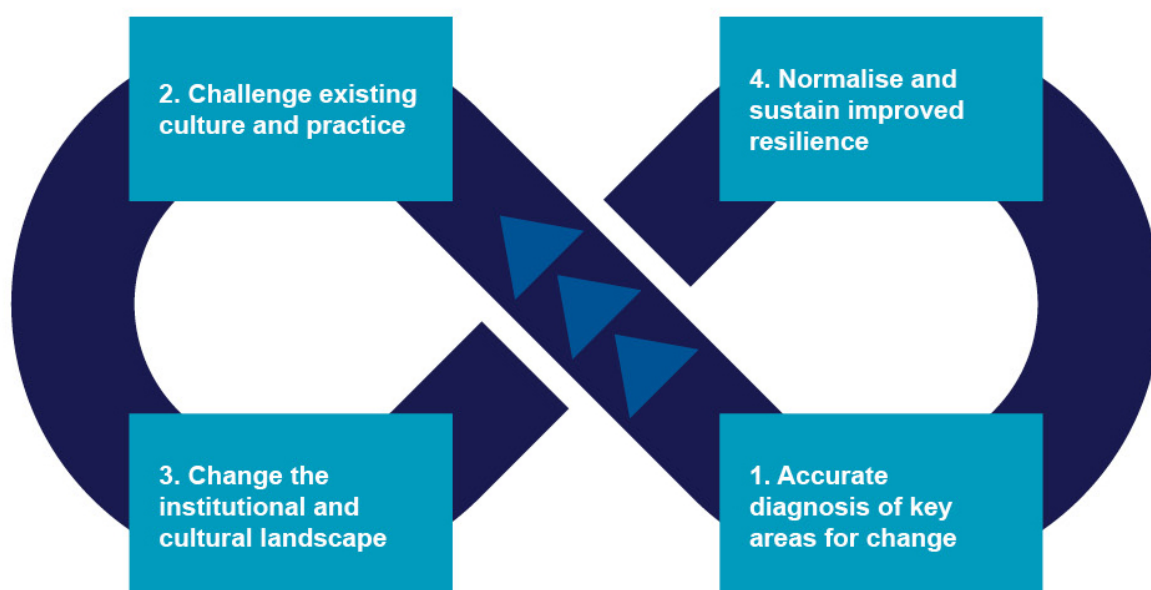 2. Challenge existing
culture and practice
4. Normalise and
sustain improved
resilience
3. Change the
institutional and
cultural landscape
1. Accurate
diagnosis of key
areas for change